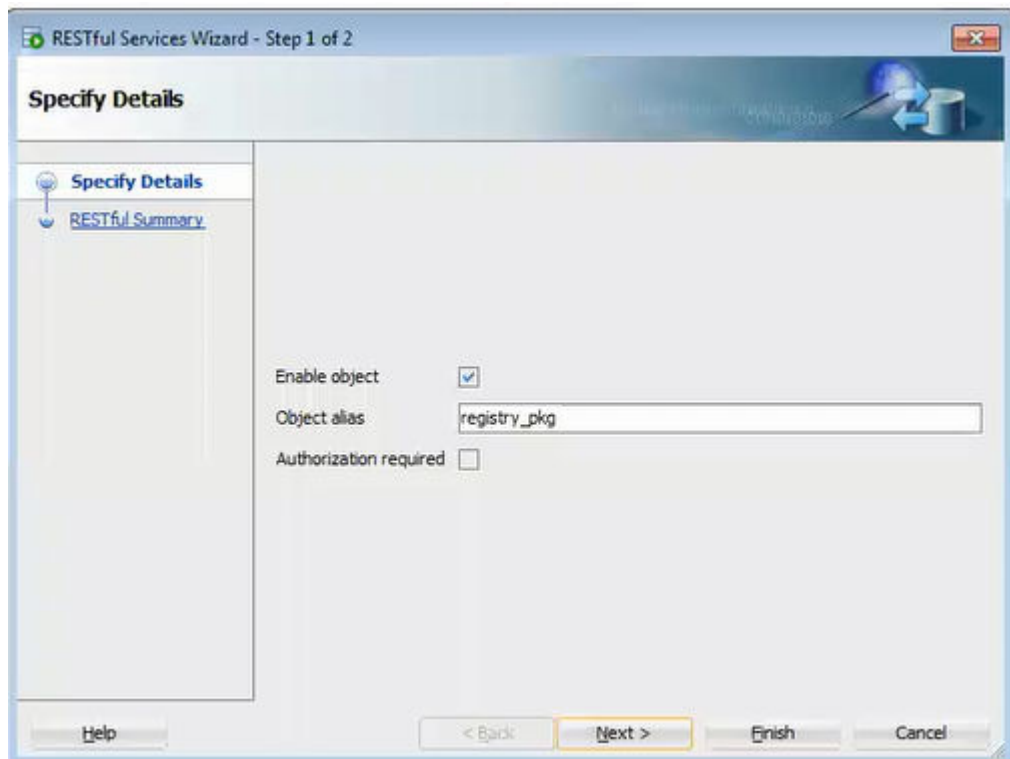 RESTful Services Wizard - Step 1 of 2
Specify Details
Specify Details
RESTful Summary
Enable object
Object alias registry_pkg
Authorization required
Help < Back Next > Finish Cancel